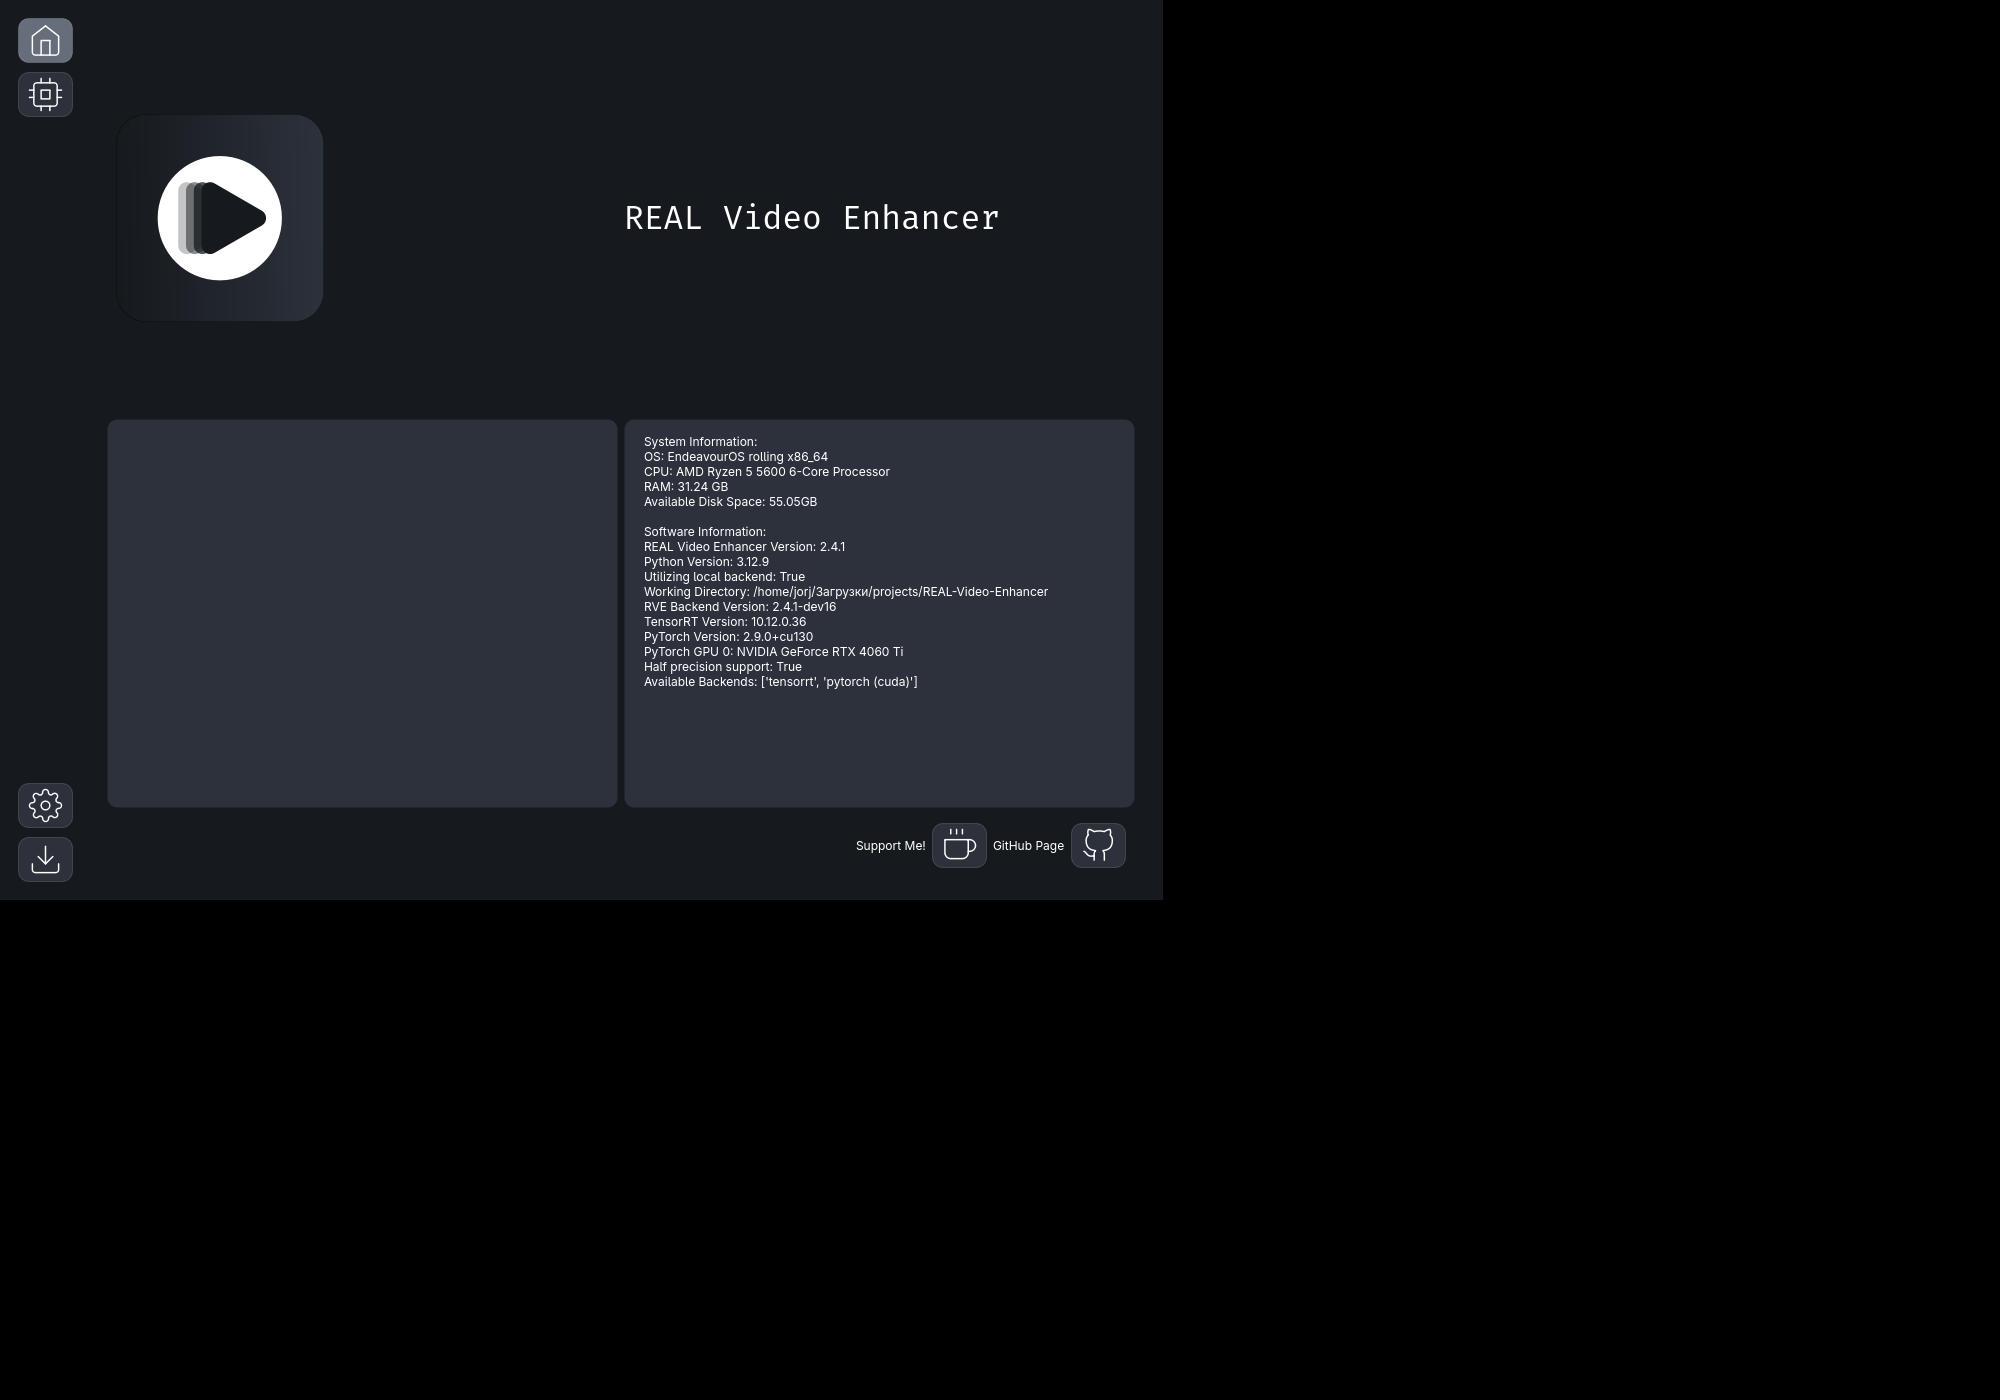 REAL Video Enhancer
System Information:
OS: EndeavourOS rolling x86_64
CPU: AMD Ryzen 5 5600 6-Core Processor
RAM: 31.24 GB
Available Disk Space: 55.05GB
Software Information:
REAL Video Enhancer Version: 2.4.1
Python Version: 3.12.9
Utilizing local backend: True
Working Directory: /home/jorj/Загрузки/projects/REAL-Video-Enhancer
RVE Backend Version: 2.4.1-dev16
TensorRT Version: 10.12.0.36
PyTorch Version: 2.9.0+cu130
PyTorch GPU 0: NVIDIA GeForce RTX 4060 Ti
Half precision support: True
Available Backends: ['tensorrt', 'pytorch (cuda)']
Support Me!
GitHub Page